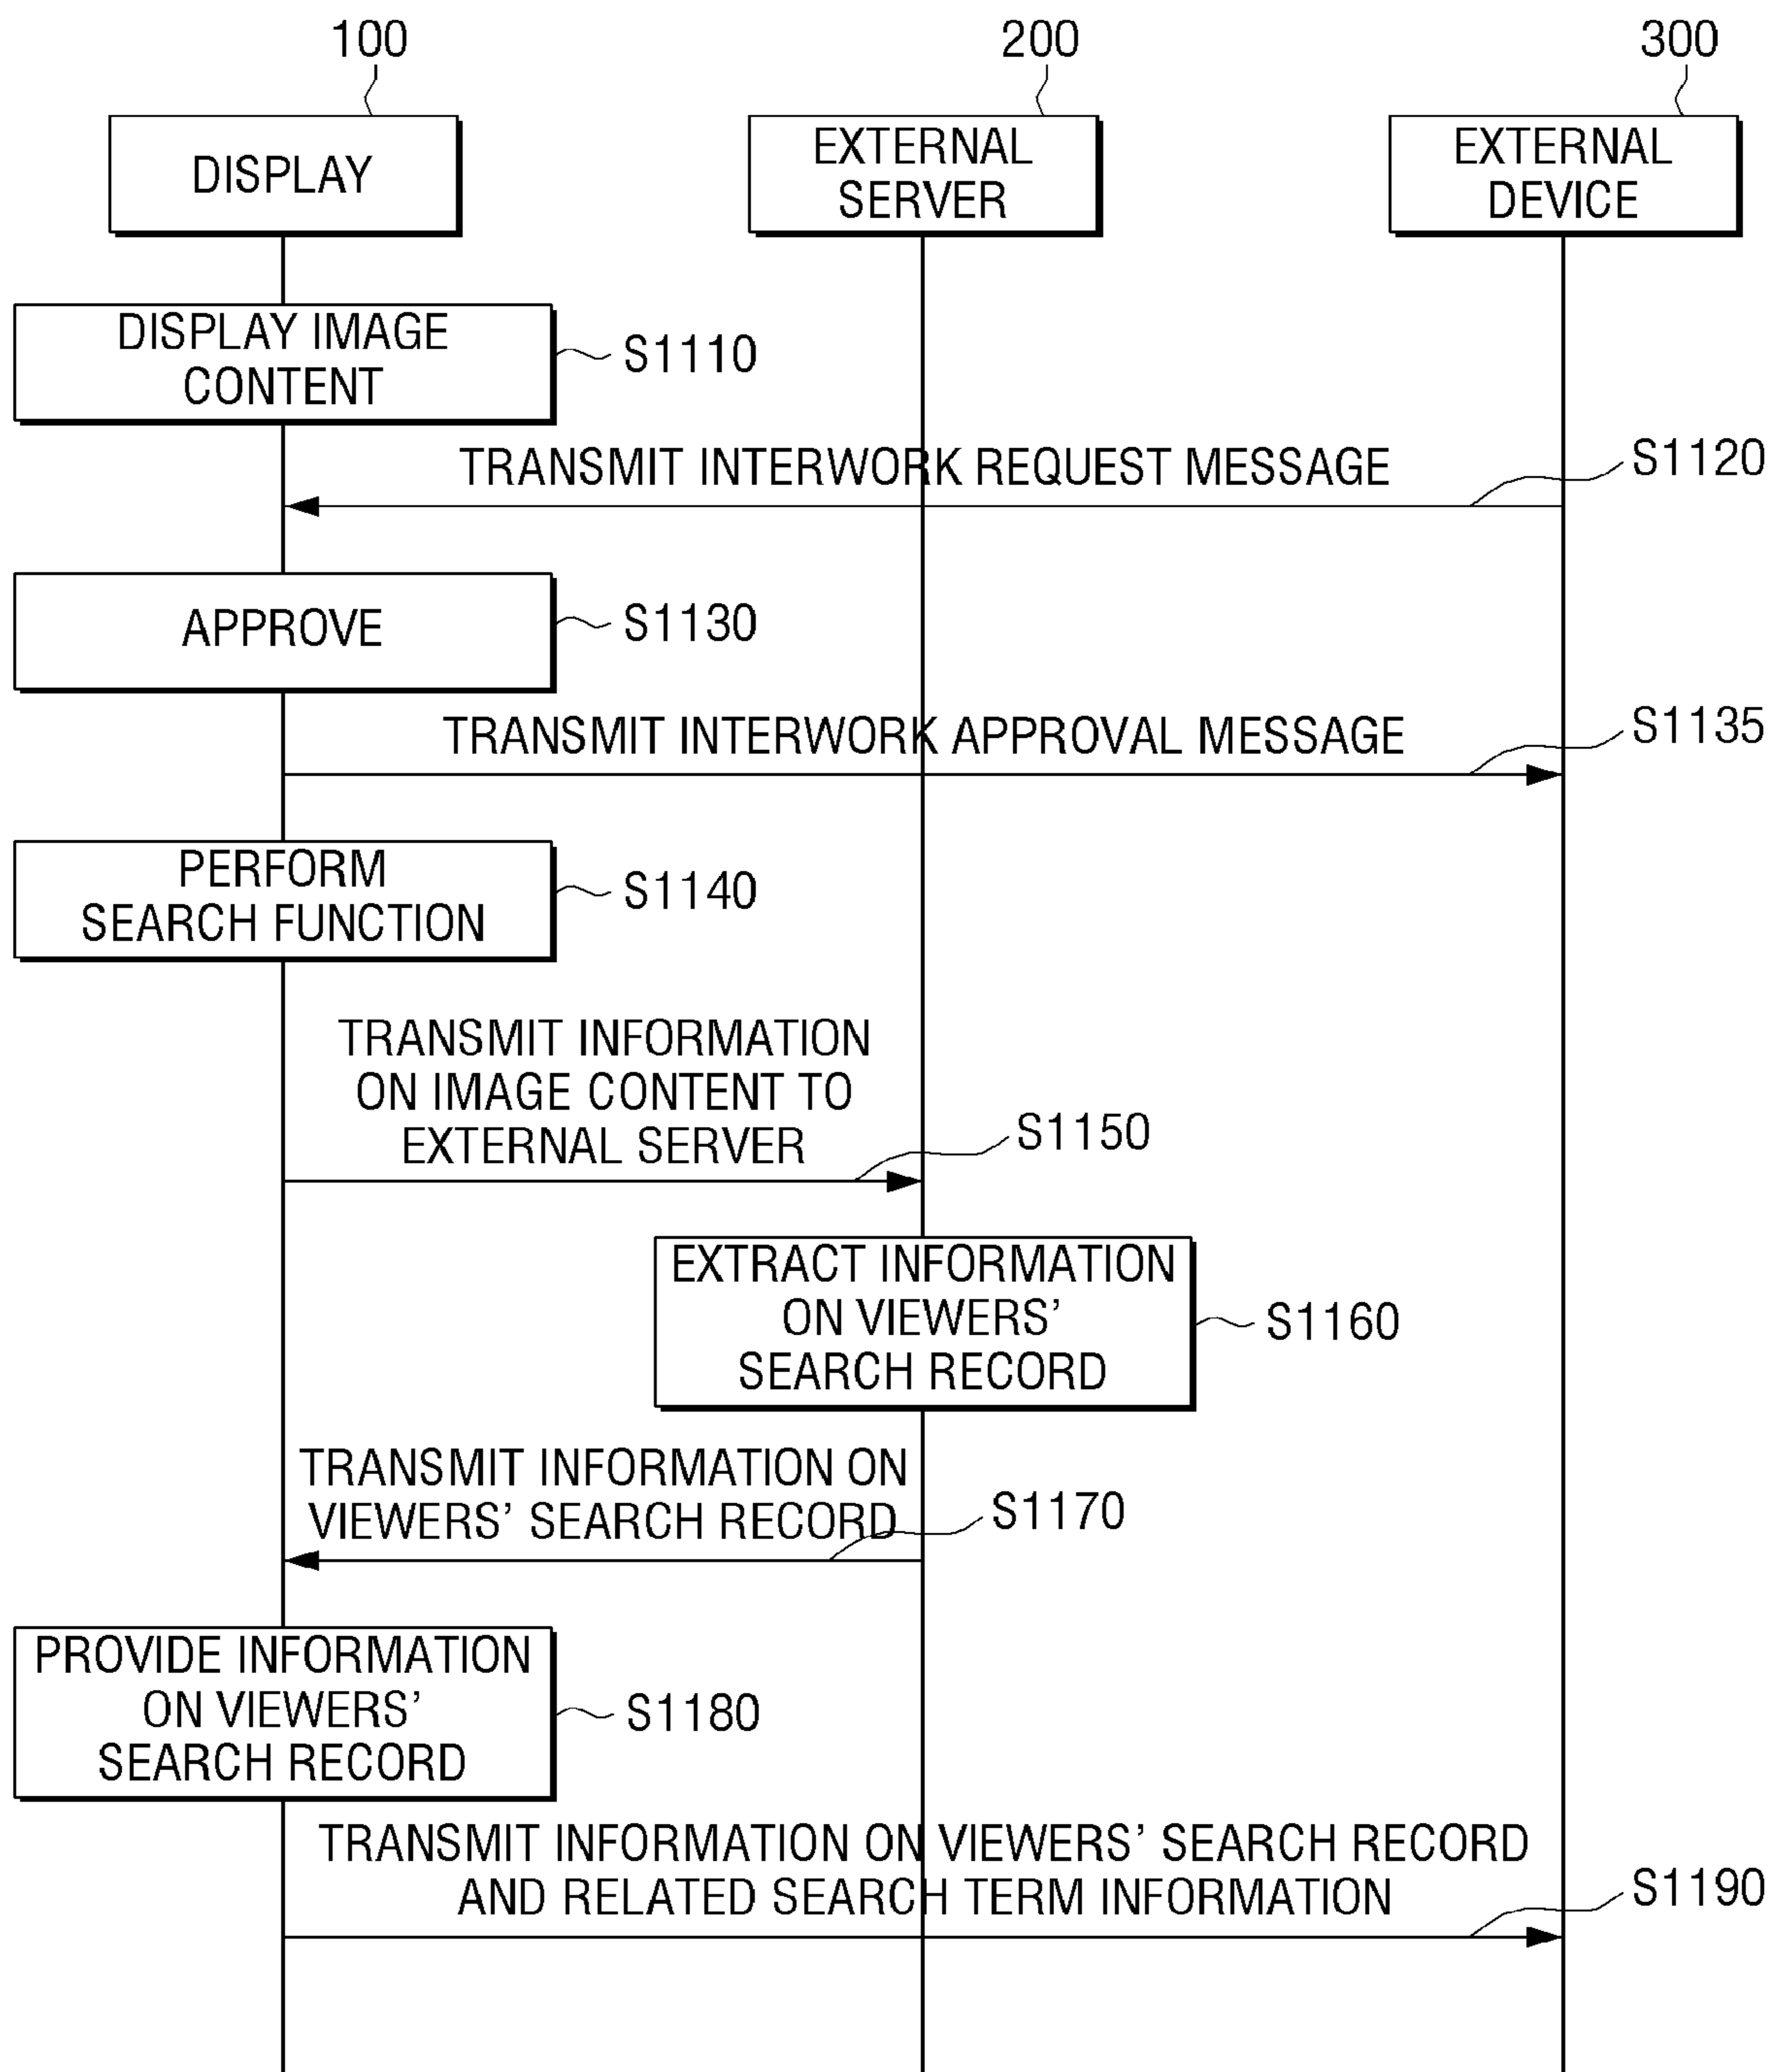 100
200
300
DISPLAY
EXTERNAL
SERVER
EXTERNAL
DEVICE
DISPLAY IMAGE
CONTENT
S1110
TRANSMIT INTERWORK REQUEST MESSAGE
S1120
APPROVE
S1130
TRANSMIT INTERWORK APPROVAL MESSAGE
S1135
PERFORM
SEARCH FUNCTION
S1140
TRANSMIT INFORMATION
ON IMAGE CONTENT TO
EXTERNAL SERVER
S1150
EXTRACT INFORMATION
ON VIEWERS’
SEARCH RECORD
S1160
TRANSMIT INFORMATION ON
VIEWERS’ SEARCH RECORD
S1170
PROVIDE INFORMATION
ON VIEWERS’
SEARCH RECORD
S1180
TRANSMIT INFORMATION ON VIEWERS’ SEARCH RECORD
AND RELATED SEARCH TERM INFORMATION
S1190